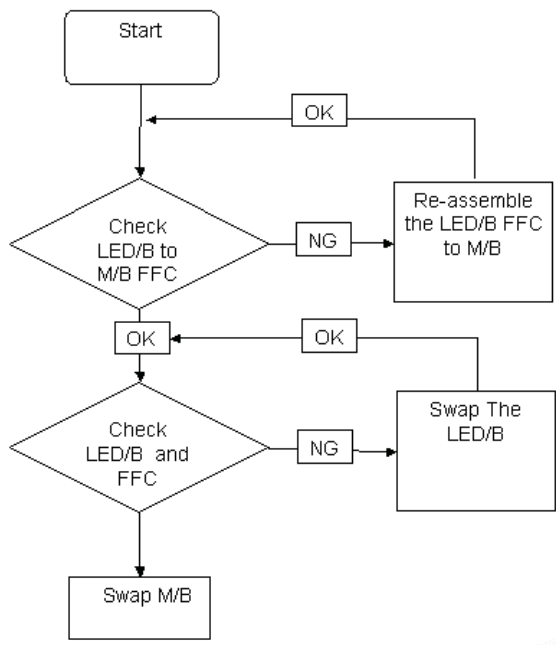 Start
OK
Check
LED/B to
M/B FFC
NG
Re-assemble
the LED/B FFC
to M/B
OK
OK
Check
LED/B and
FFC
NG
Swap The
LED/B
Swap M/B